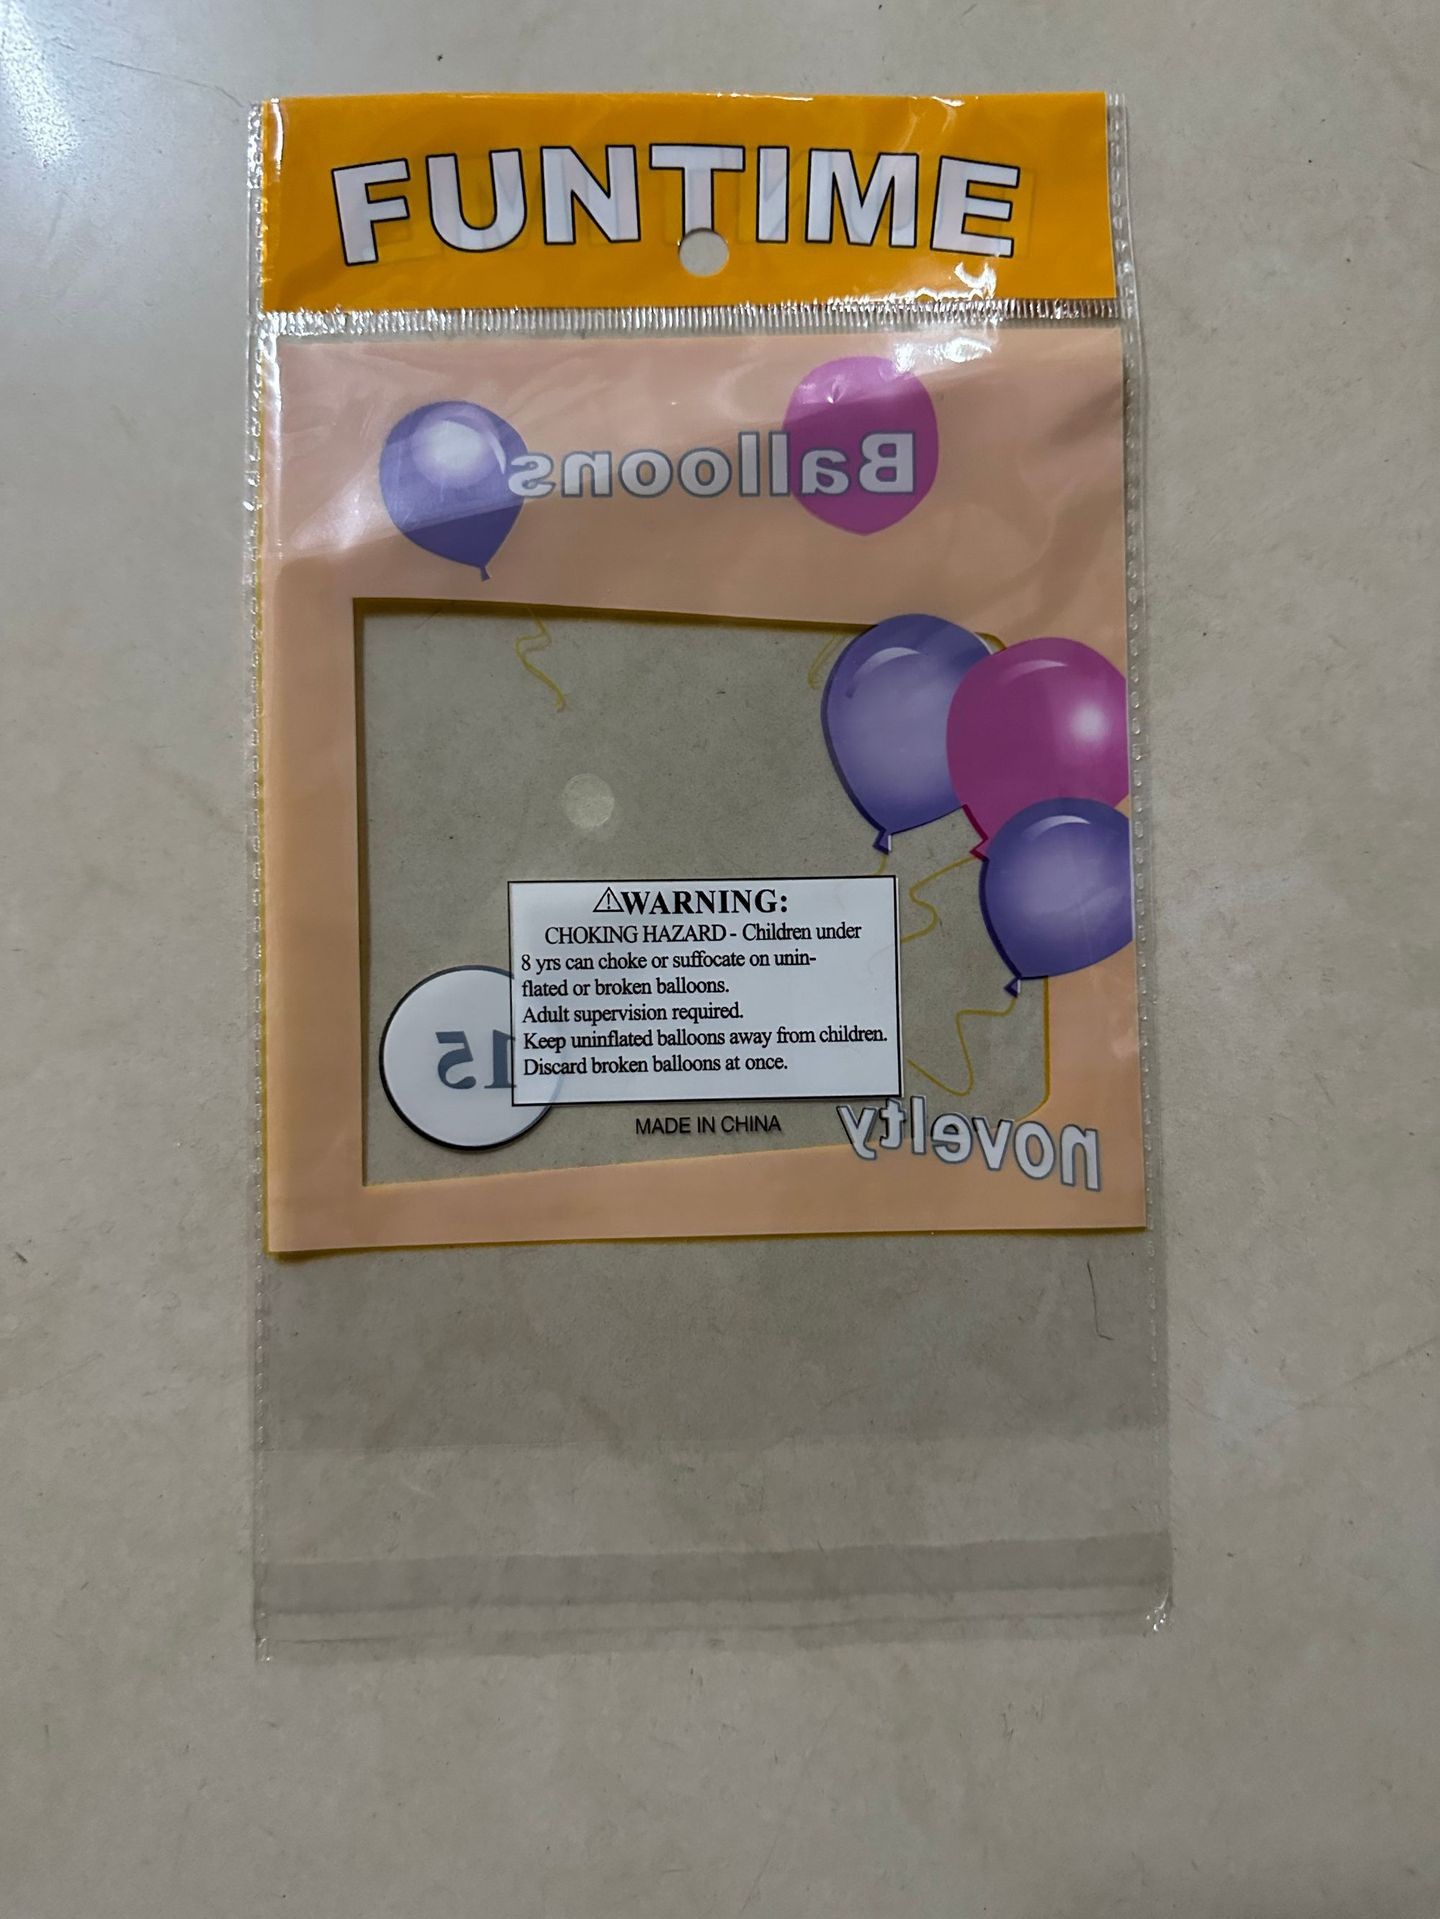 FUNTIME
Balloons
⚠WARNING:
CHOKING HAZARD - Children under
8 yrs can choke or suffocate on unin-
flated or broken balloons.
Adult supervision required.
Keep uninflated balloons away from children.
Discard broken balloons at once.
15
MADE IN CHINA
novelty